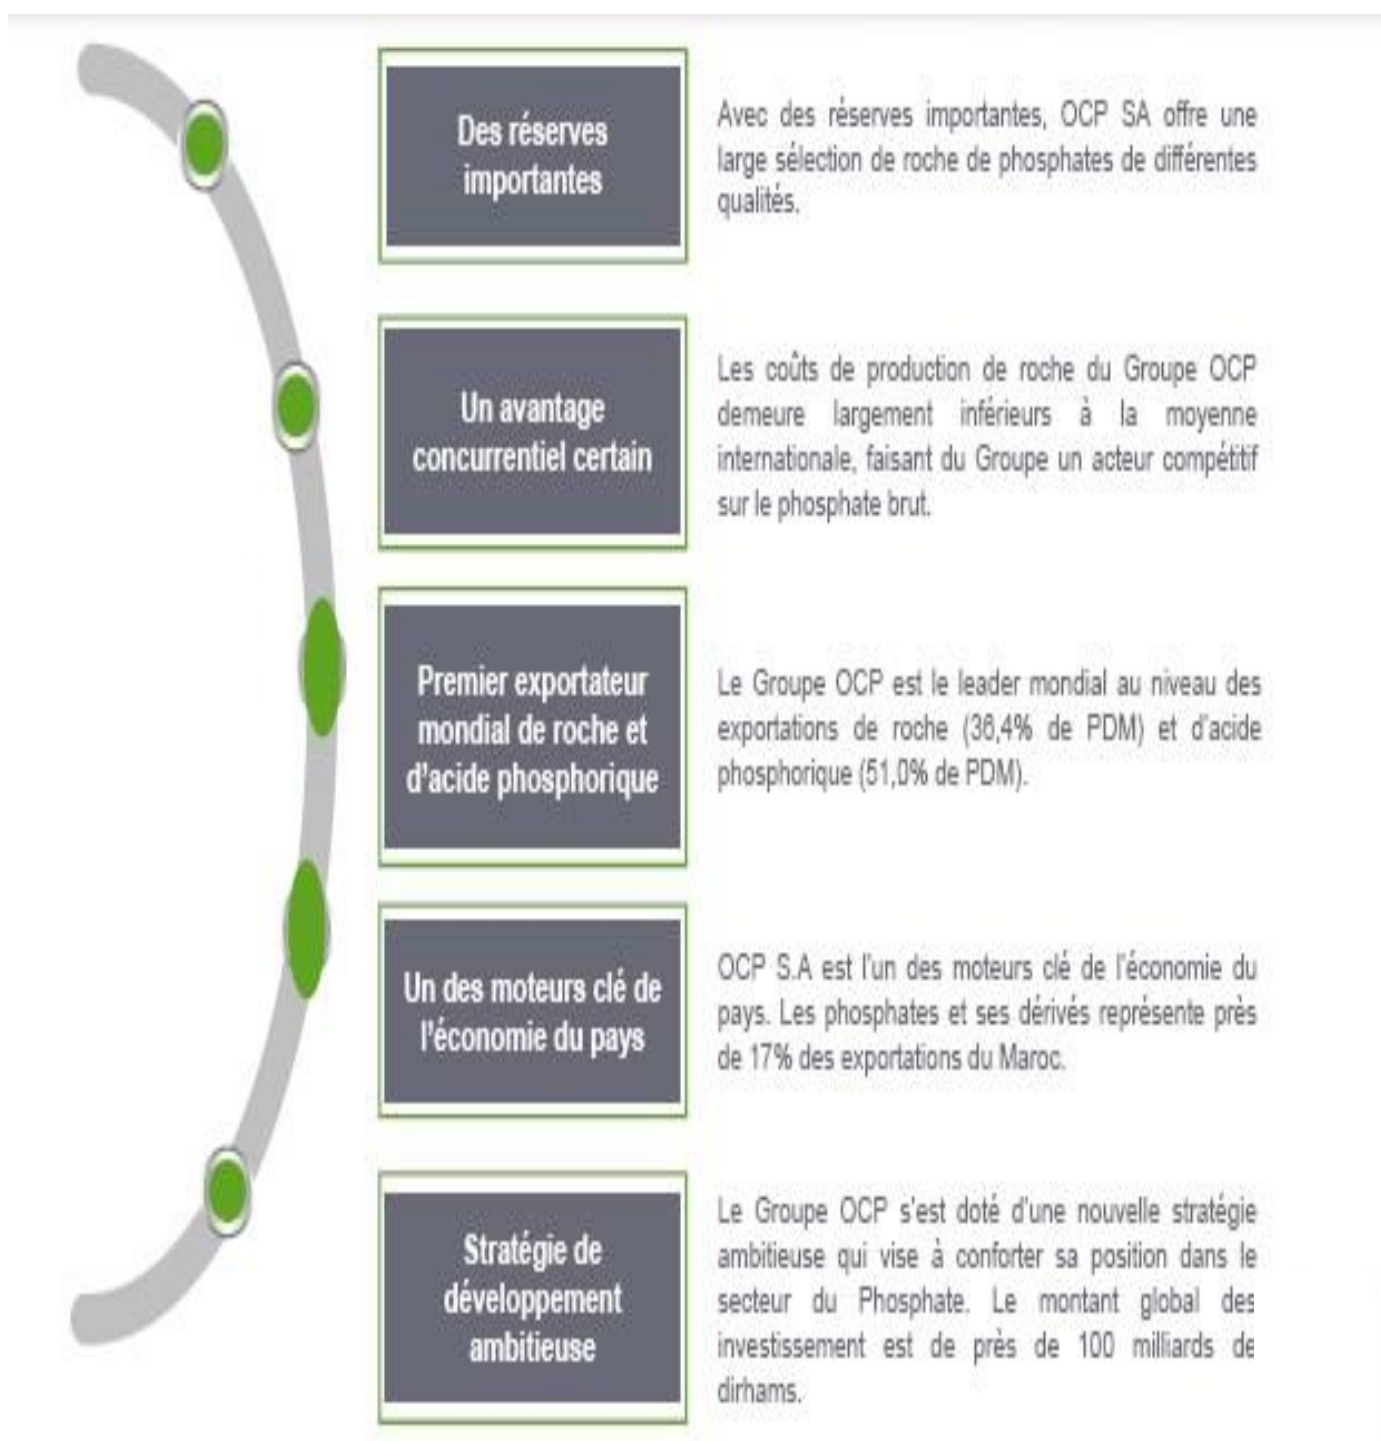 Des réserves
importantes
Avec des réserves importantes, OCP SA offre une
large sélection de roche de phosphates de différentes
qualités.
Un avantage
concurrentiel certain
Les coûts de production de roche du Groupe OCP
demeure largement inférieurs à la moyenne
internationale, faisant du Groupe un acteur compétitif
sur le phosphate brut.
Premier exportateur
mondial de roche et
d'acide phosphorique
Le Groupe OCP est le leader mondial au niveau des
exportations de roche (36,4% de PDM) et d'acide
phosphorique (51,0% de PDM).
Un des moteurs clé de
l'économie du pays
OCP S.A est l'un des moteurs clé de l'économie du
pays. Les phosphates et ses dérivés représente près
de 17% des exportations du Maroc.
Stratégie de
développement
ambitieuse
Le Groupe OCP s'est doté d'une nouvelle stratégie
ambitieuse qui vise à conforter sa position dans le
secteur du Phosphate. Le montant global des
investissement est de près de 100 milliards de
dirhams.